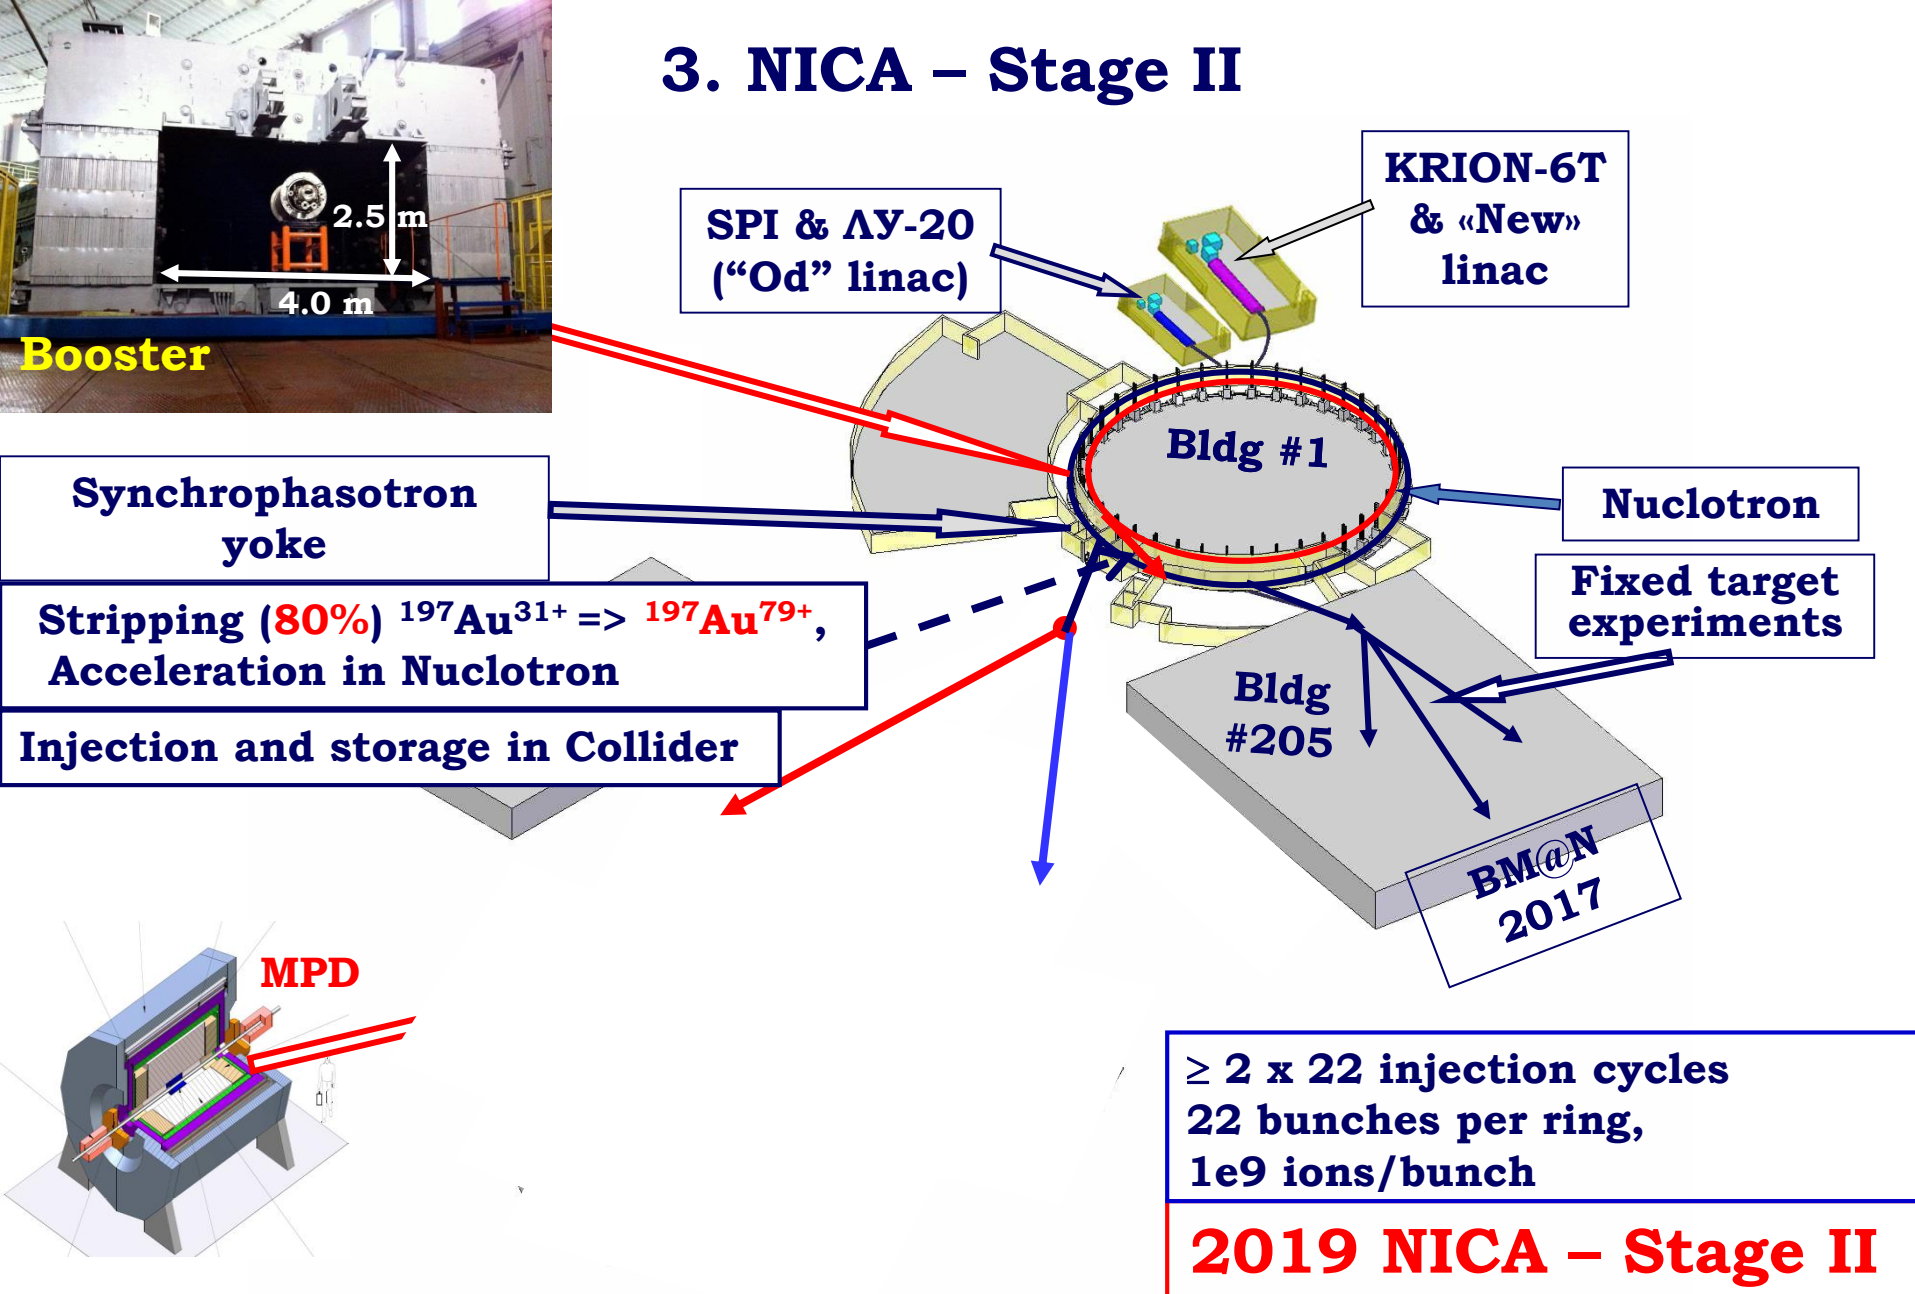 3. NICA – Stage II
2.5 m
4.0 m
Booster
SPI & ЛУ-20
(“Od” linac)
KRION-6T
& «New»
linac
Bldg #1
Synchrophasotron
yoke
Nuclotron
Fixed target
experiments
Stripping (80%) ¹⁹⁷Au³¹⁺ => ¹⁹⁷Au⁷⁹⁺,
Acceleration in Nuclotron
Injection and storage in Collider
Bldg
#205
BM@N
2017
MPD
≥ 2 x 22 injection cycles
22 bunches per ring,
1e9 ions/bunch
2019 NICA – Stage II